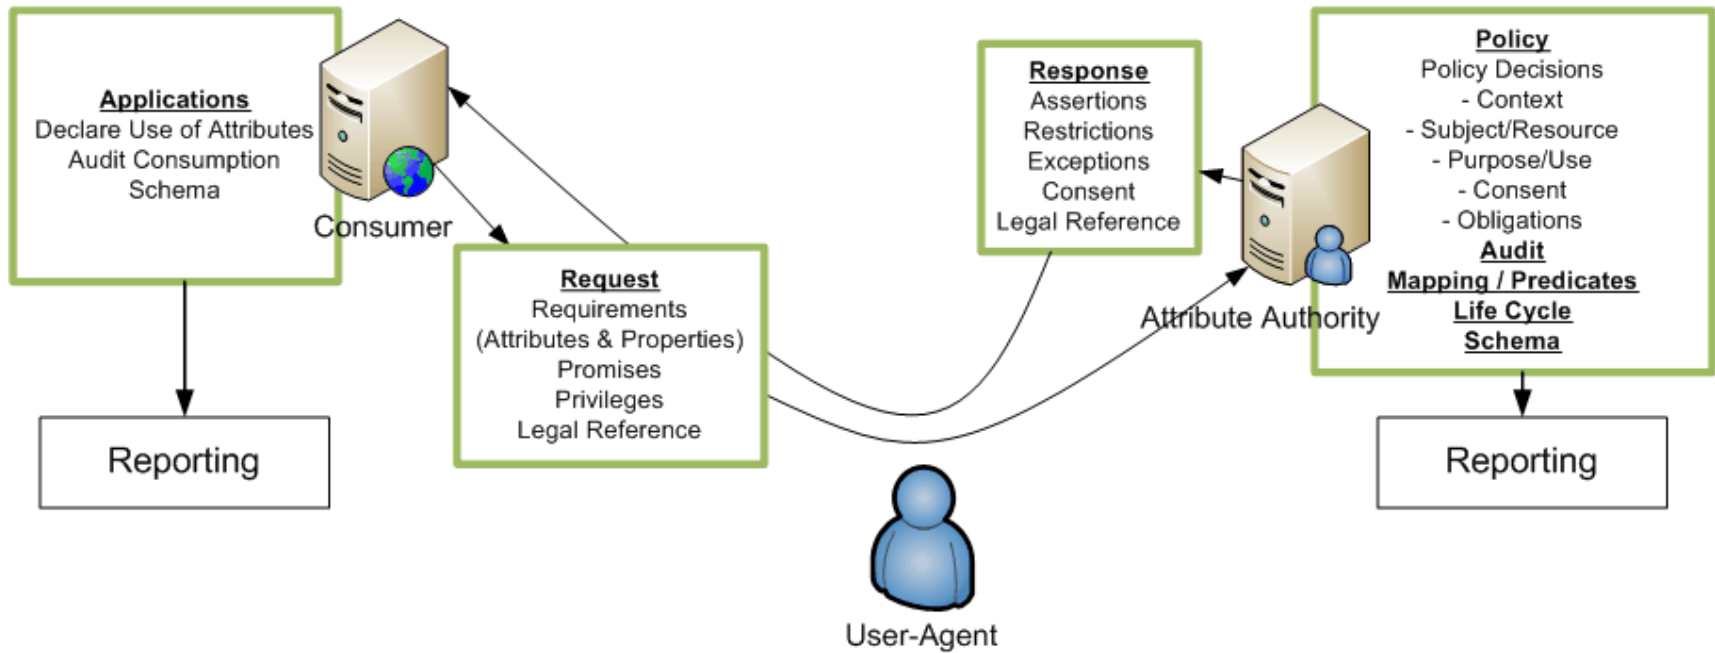 Applications
Declare Use of Attributes
Audit Consumption
Schema
Consumer
Reporting
Request
Requirements
(Attributes & Properties)
Promises
Privileges
Legal Reference
User-Agent
Response
Assertions
Restrictions
Exceptions
Consent
Legal Reference
Attribute Authority
Policy
Policy Decisions
- Context
- Subject/Resource
- Purpose/Use
- Consent
- Obligations
Audit
Mapping / Predicates
Life Cycle
Schema
Reporting